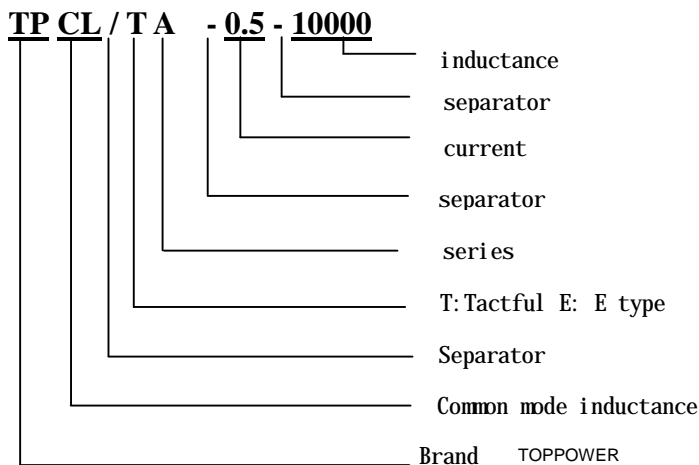 TP CL / T A - 0.5 - 10000
inductance
separator
current
separator
series
T:Tactful E: E type
Separator
Common mode inductance
Brand TOPPOWER